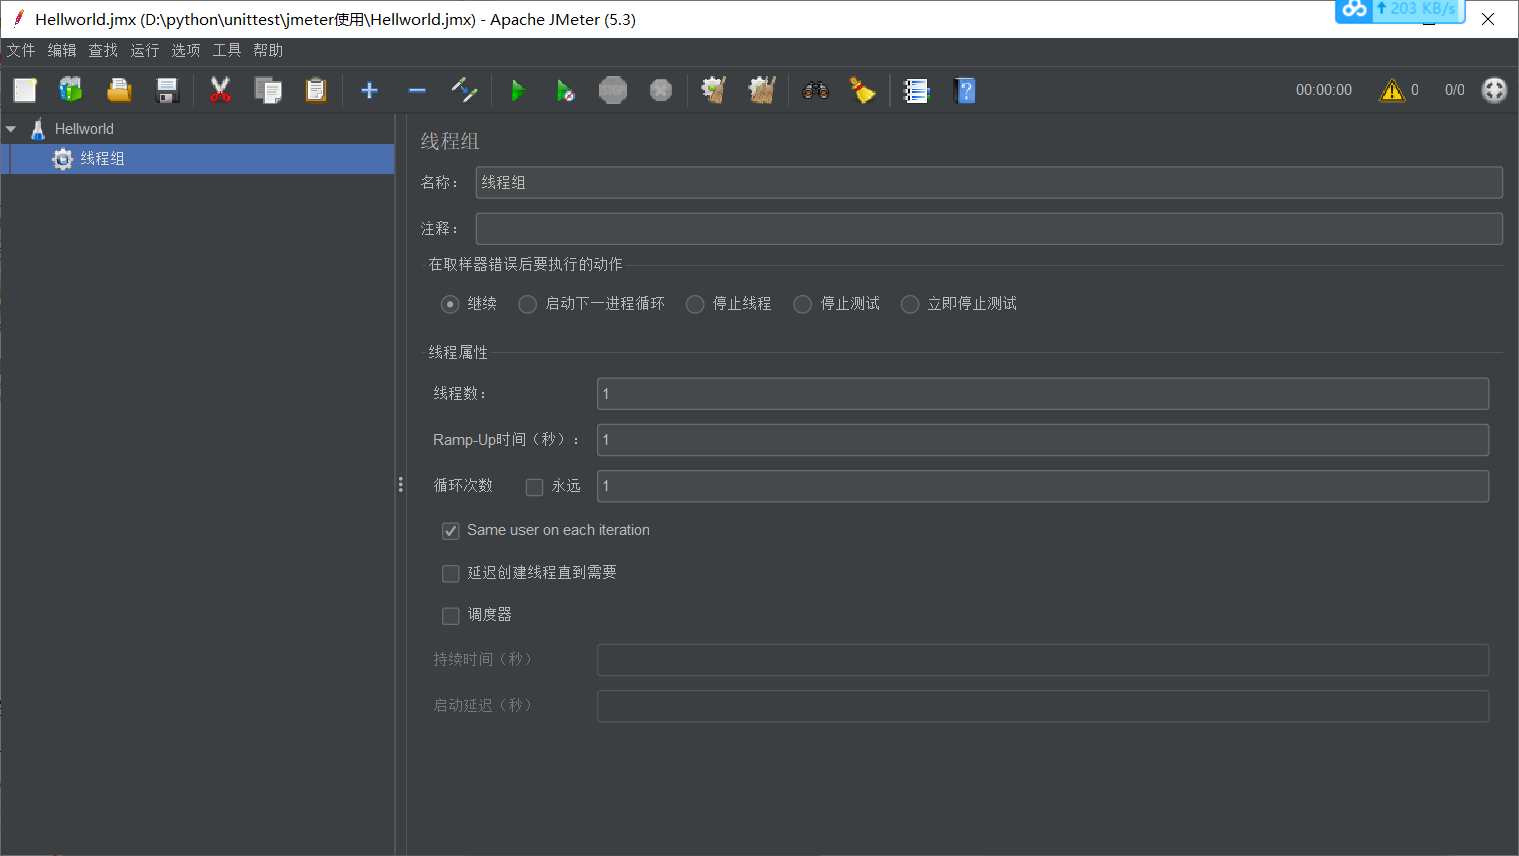 Hellworld.jmx (D:\python\unittest\jmeter使用\Hellworld.jmx) - Apache JMeter (5.3)
203 KB/s
文件 编辑 查找 运行 选项 工具 帮助
STOP
00:00:00
0
0/0
Hellworld
线程组
线程组
名称： 线程组
注释：
在取样器错误后要执行的动作
继续 启动下一进程循环 停止线程 停止测试 立即停止测试
线程属性
线程数： 1
Ramp-Up时间（秒）： 1
循环次数 永远 1
Same user on each iteration
延迟创建线程直到需要
调度器
持续时间（秒）
启动延迟（秒）